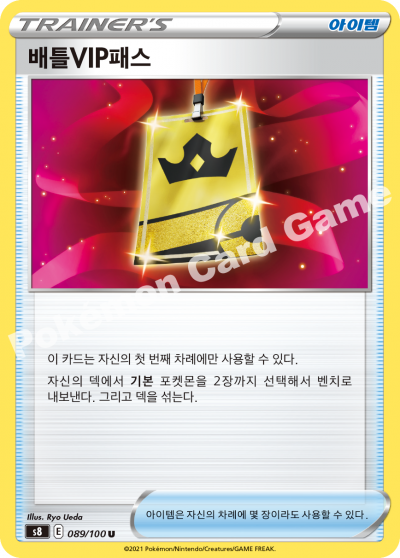 TRAINER'S
아이템
배틀VIP패스
Pokémon Card Game
이 카드는 자신의 첫 번째 차례에만 사용할 수 있다.
자신의 덱에서 기본 포켓몬을 2장까지 선택해서 벤치로
내보낸다. 그리고 덱을 섞는다.
Illus. Ryo Ueda
s8 E 089/100 U
아이템은 자신의 차례에 몇 장이라도 사용할 수 있다.
©2021 Pokémon/Nintendo/Creatures/GAME FREAK.